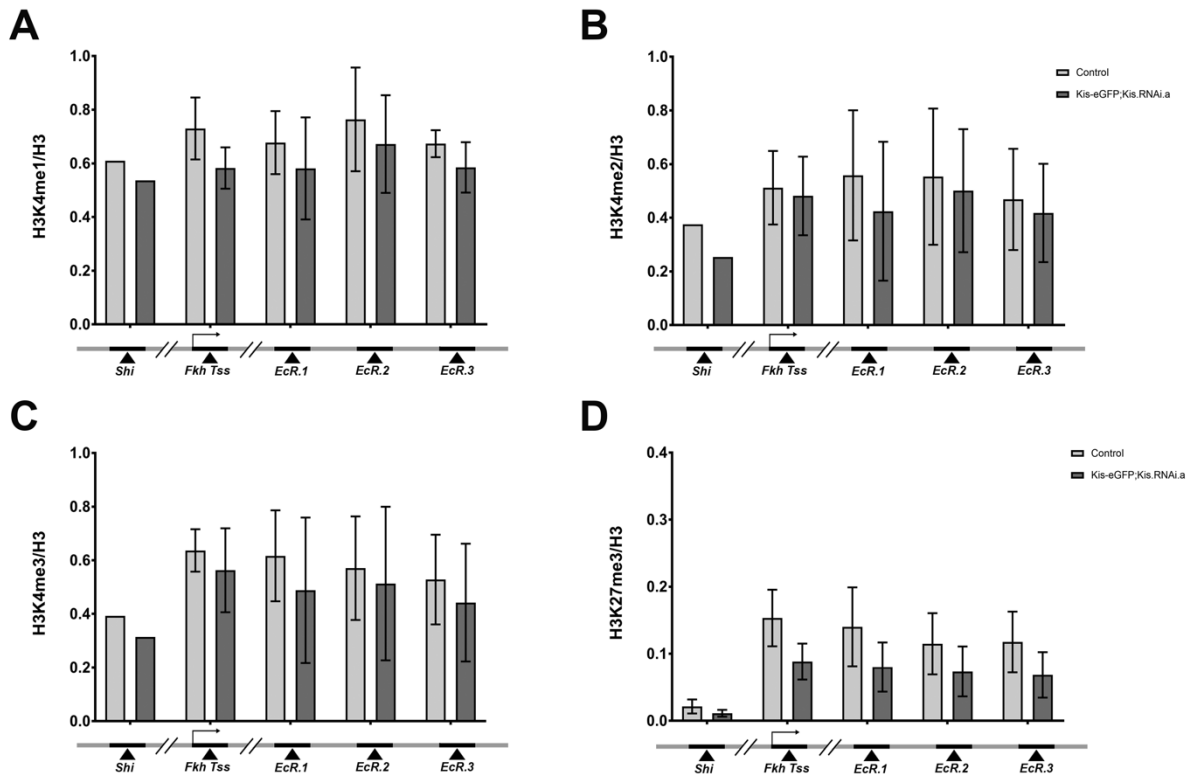 A
H3K4me1/H3
1.0
0.8
0.6
0.4
0.2
0.0
Shi
Fkh Tss
EcR.1
EcR.2
EcR.3
B
H3K4me2/H3
1.0
0.8
0.6
0.4
0.2
0.0
Control
Kis-eGFP;Kis.RNAi.a
Shi
Fkh Tss
EcR.1
EcR.2
EcR.3
C
H3K4me3/H3
1.0
0.8
0.6
0.4
0.2
0.0
Shi
Fkh Tss
EcR.1
EcR.2
EcR.3
D
H3K27me3/H3
0.4
0.3
0.2
0.1
0.0
Control
Kis-eGFP;Kis.RNAi.a
Shi
Fkh Tss
EcR.1
EcR.2
EcR.3